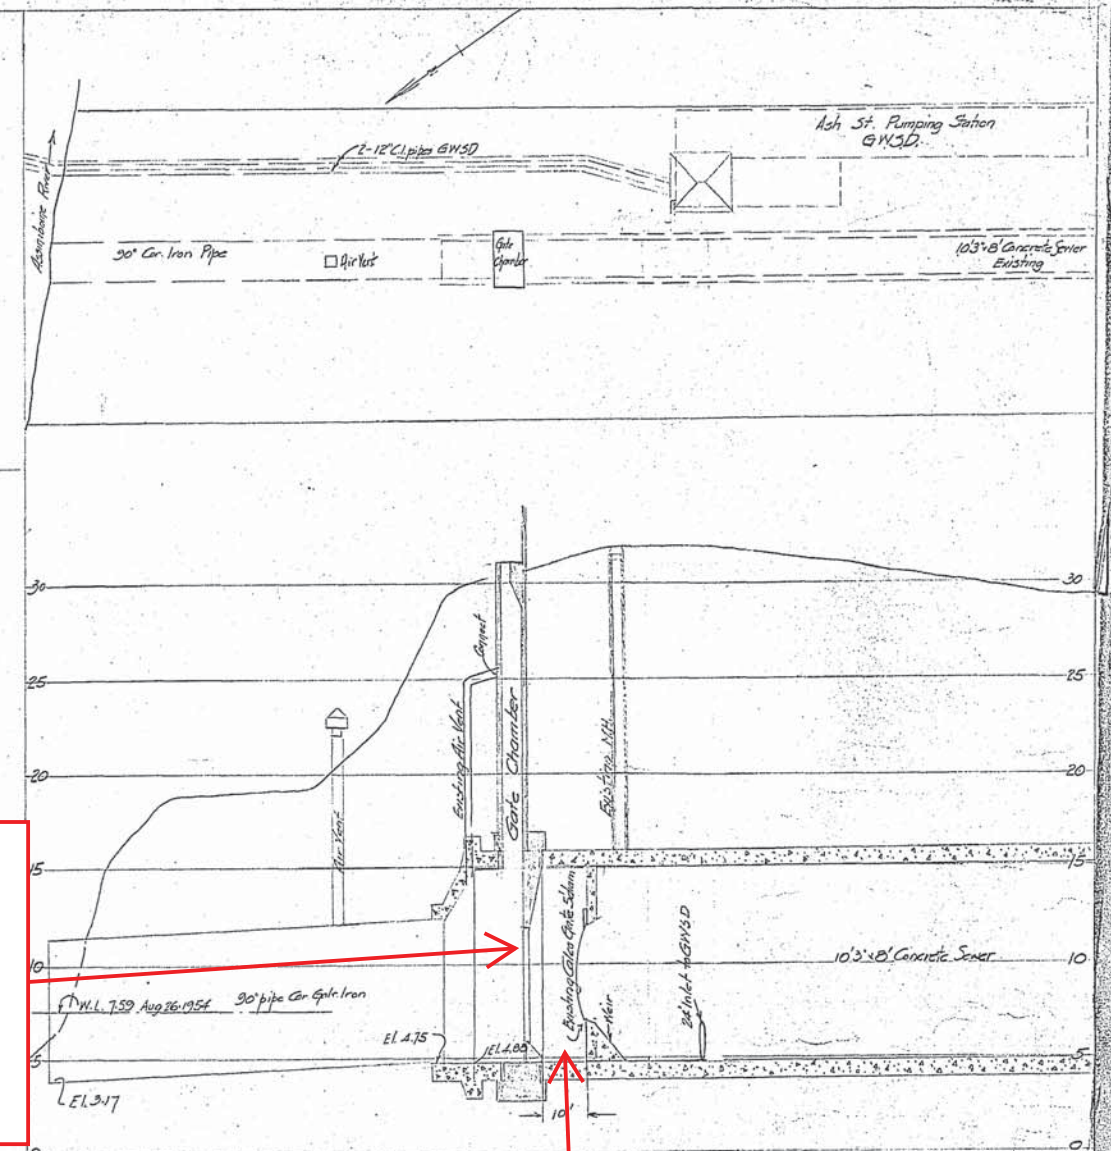 Ash St. Pumping Station
GWSD.
2-12" C.I. pipes GWSD
Assiniboine River
90" Cor. Iron Pipe
Air Vent
Gate
Chamber
10'3"x8' Concrete Sewer
Existing
30
30
25
25
20
20
15
15
10
10
5
5
0
Connect
Existing Air Vent
Gate Chamber
Existing MH
Air Vent
Existing Gate
Weir
24" Inlet to GWSD
10'3"x8' Concrete Sewer
W.L. 7.59 Aug 26-1954
90" pipe Cor Galv. Iron
El. 4.75
El. 4.88
El. 3.17
10'